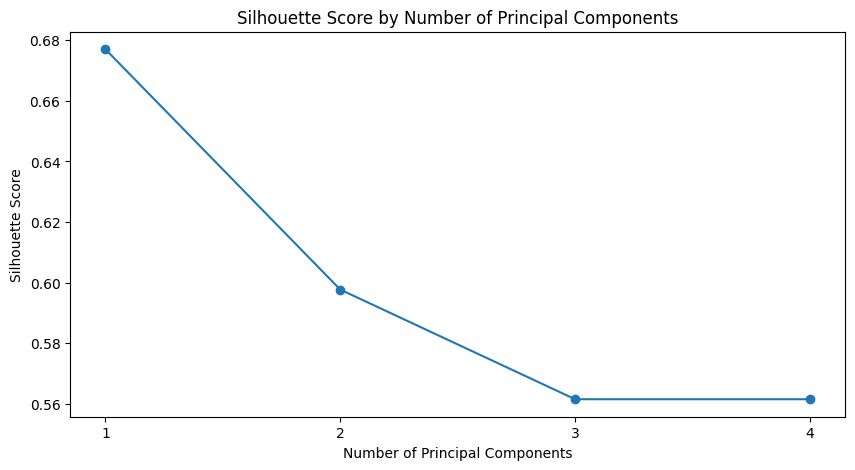 Silhouette Score by Number of Principal Components
0.68
0.66
0.64
0.62
0.60
0.58
0.56
Silhouette Score
1 2 3 4
Number of Principal Components